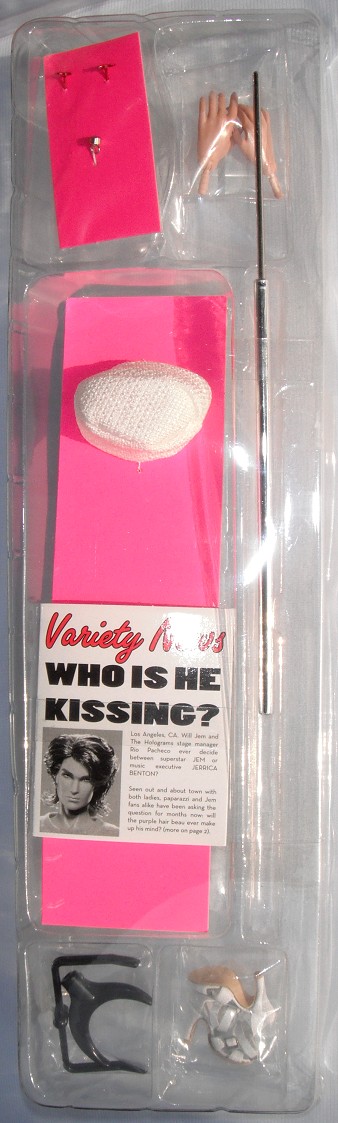 Variety News
WHO IS HE
KISSING?
Los Angeles, CA. Will Jem and
The Holograms stage manager
Rio Pacheco ever decide
between superstar JEM or
music executive JERRICA
BENTON?
Seen out and about town with
both ladies, paparazzi and Jem
fans alike have been asking the
question for months now: will
the purple hair beau ever make
up his mind? (more on page 2).